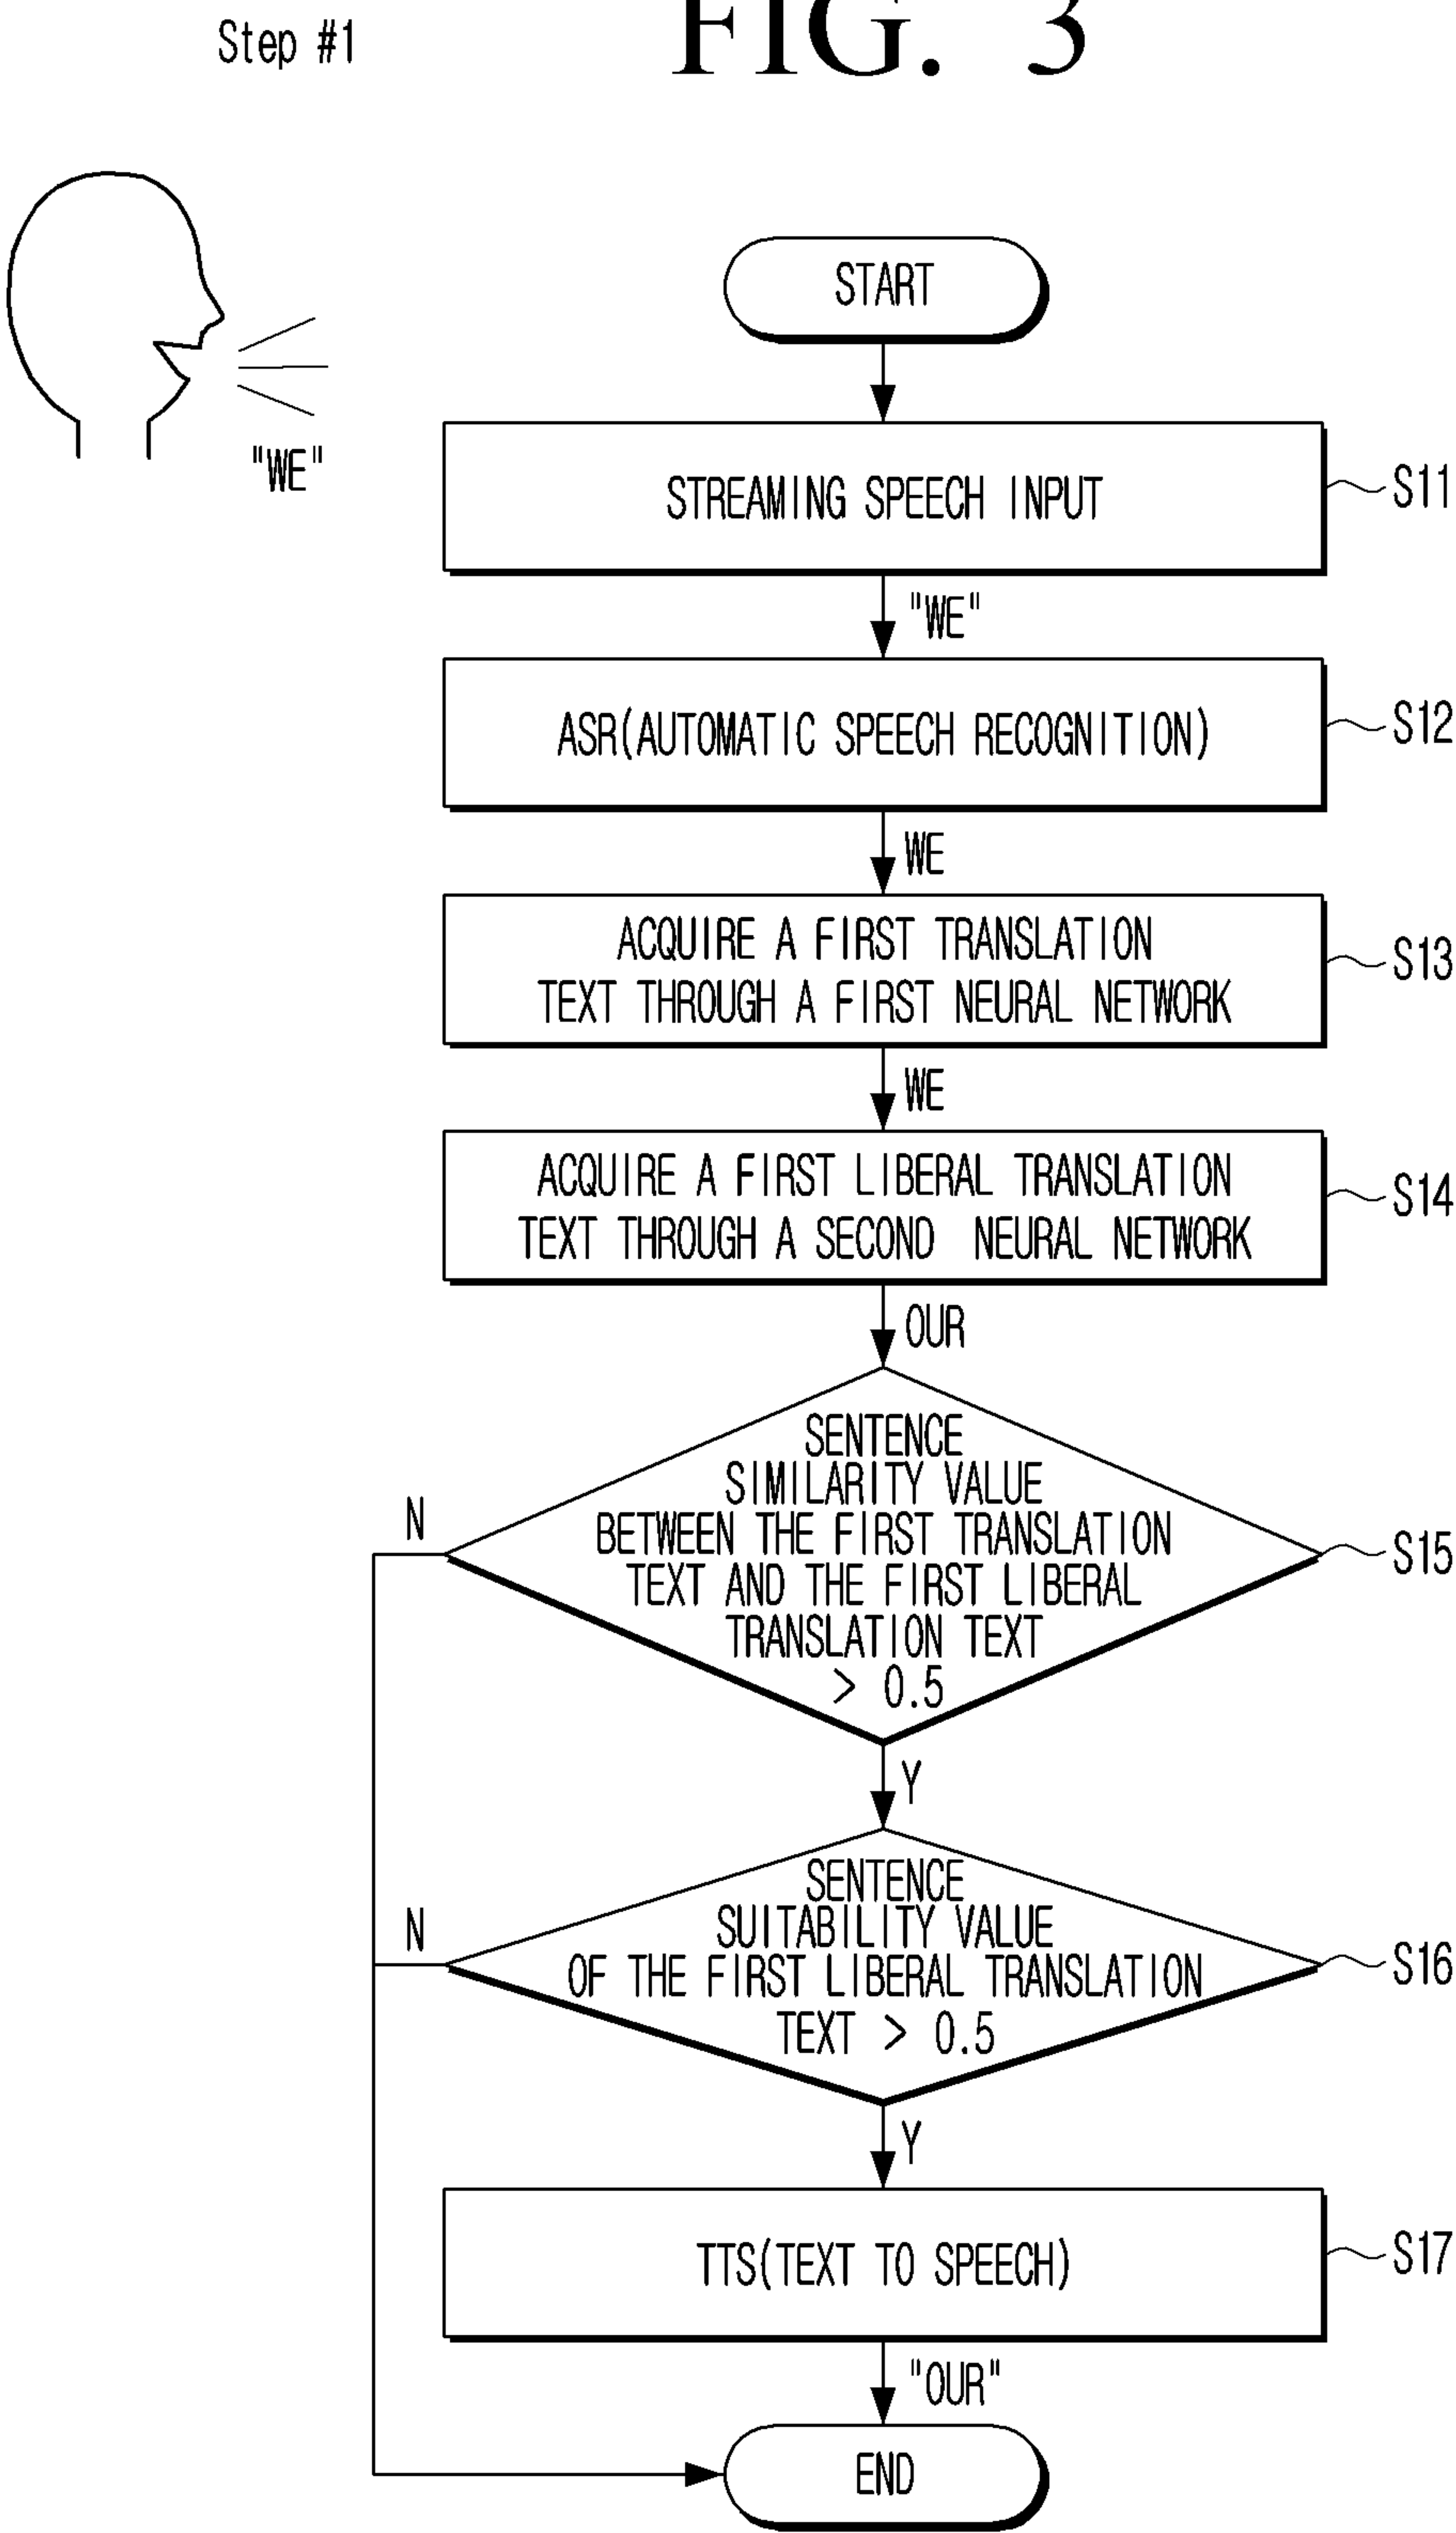 Step #1
FIG. 3
START
"WE"
STREAMING SPEECH INPUT
S11
"WE"
ASR(AUTOMATIC SPEECH RECOGNITION)
S12
WE
ACQUIRE A FIRST TRANSLATION
TEXT THROUGH A FIRST NEURAL NETWORK
S13
WE
ACQUIRE A FIRST LIBERAL TRANSLATION
TEXT THROUGH A SECOND NEURAL NETWORK
S14
OUR
SENTENCE
SIMILARITY VALUE
BETWEEN THE FIRST TRANSLATION
TEXT AND THE FIRST LIBERAL
TRANSLATION TEXT
> 0.5
N
S15
Y
SENTENCE
SUITABILITY VALUE
OF THE FIRST LIBERAL TRANSLATION
TEXT > 0.5
N
S16
Y
TTS(TEXT TO SPEECH)
S17
"OUR"
END